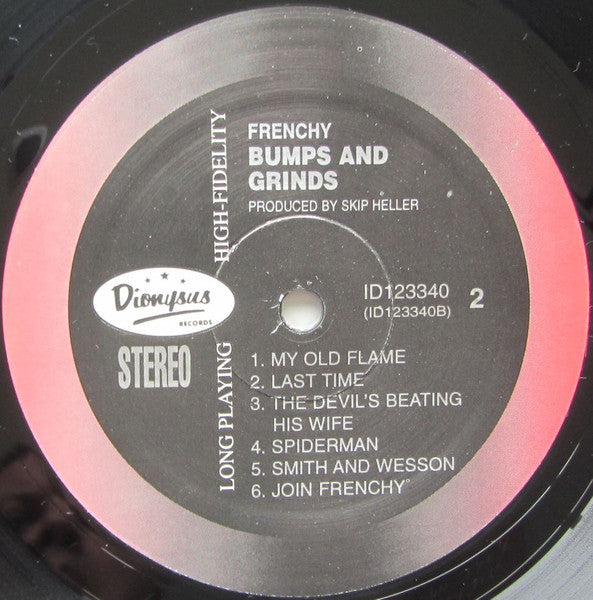 FRENCHY
BUMPS AND
GRINDS
PRODUCED BY SKIP HELLER
LONG PLAYING HIGH-FIDELITY
Dionysus
RECORDS
STEREO
ID123340
(ID123340B)
2
1. MY OLD FLAME
2. LAST TIME
3. THE DEVIL'S BEATING
HIS WIFE
4. SPIDERMAN
5. SMITH AND WESSON
6. JOIN FRENCHY